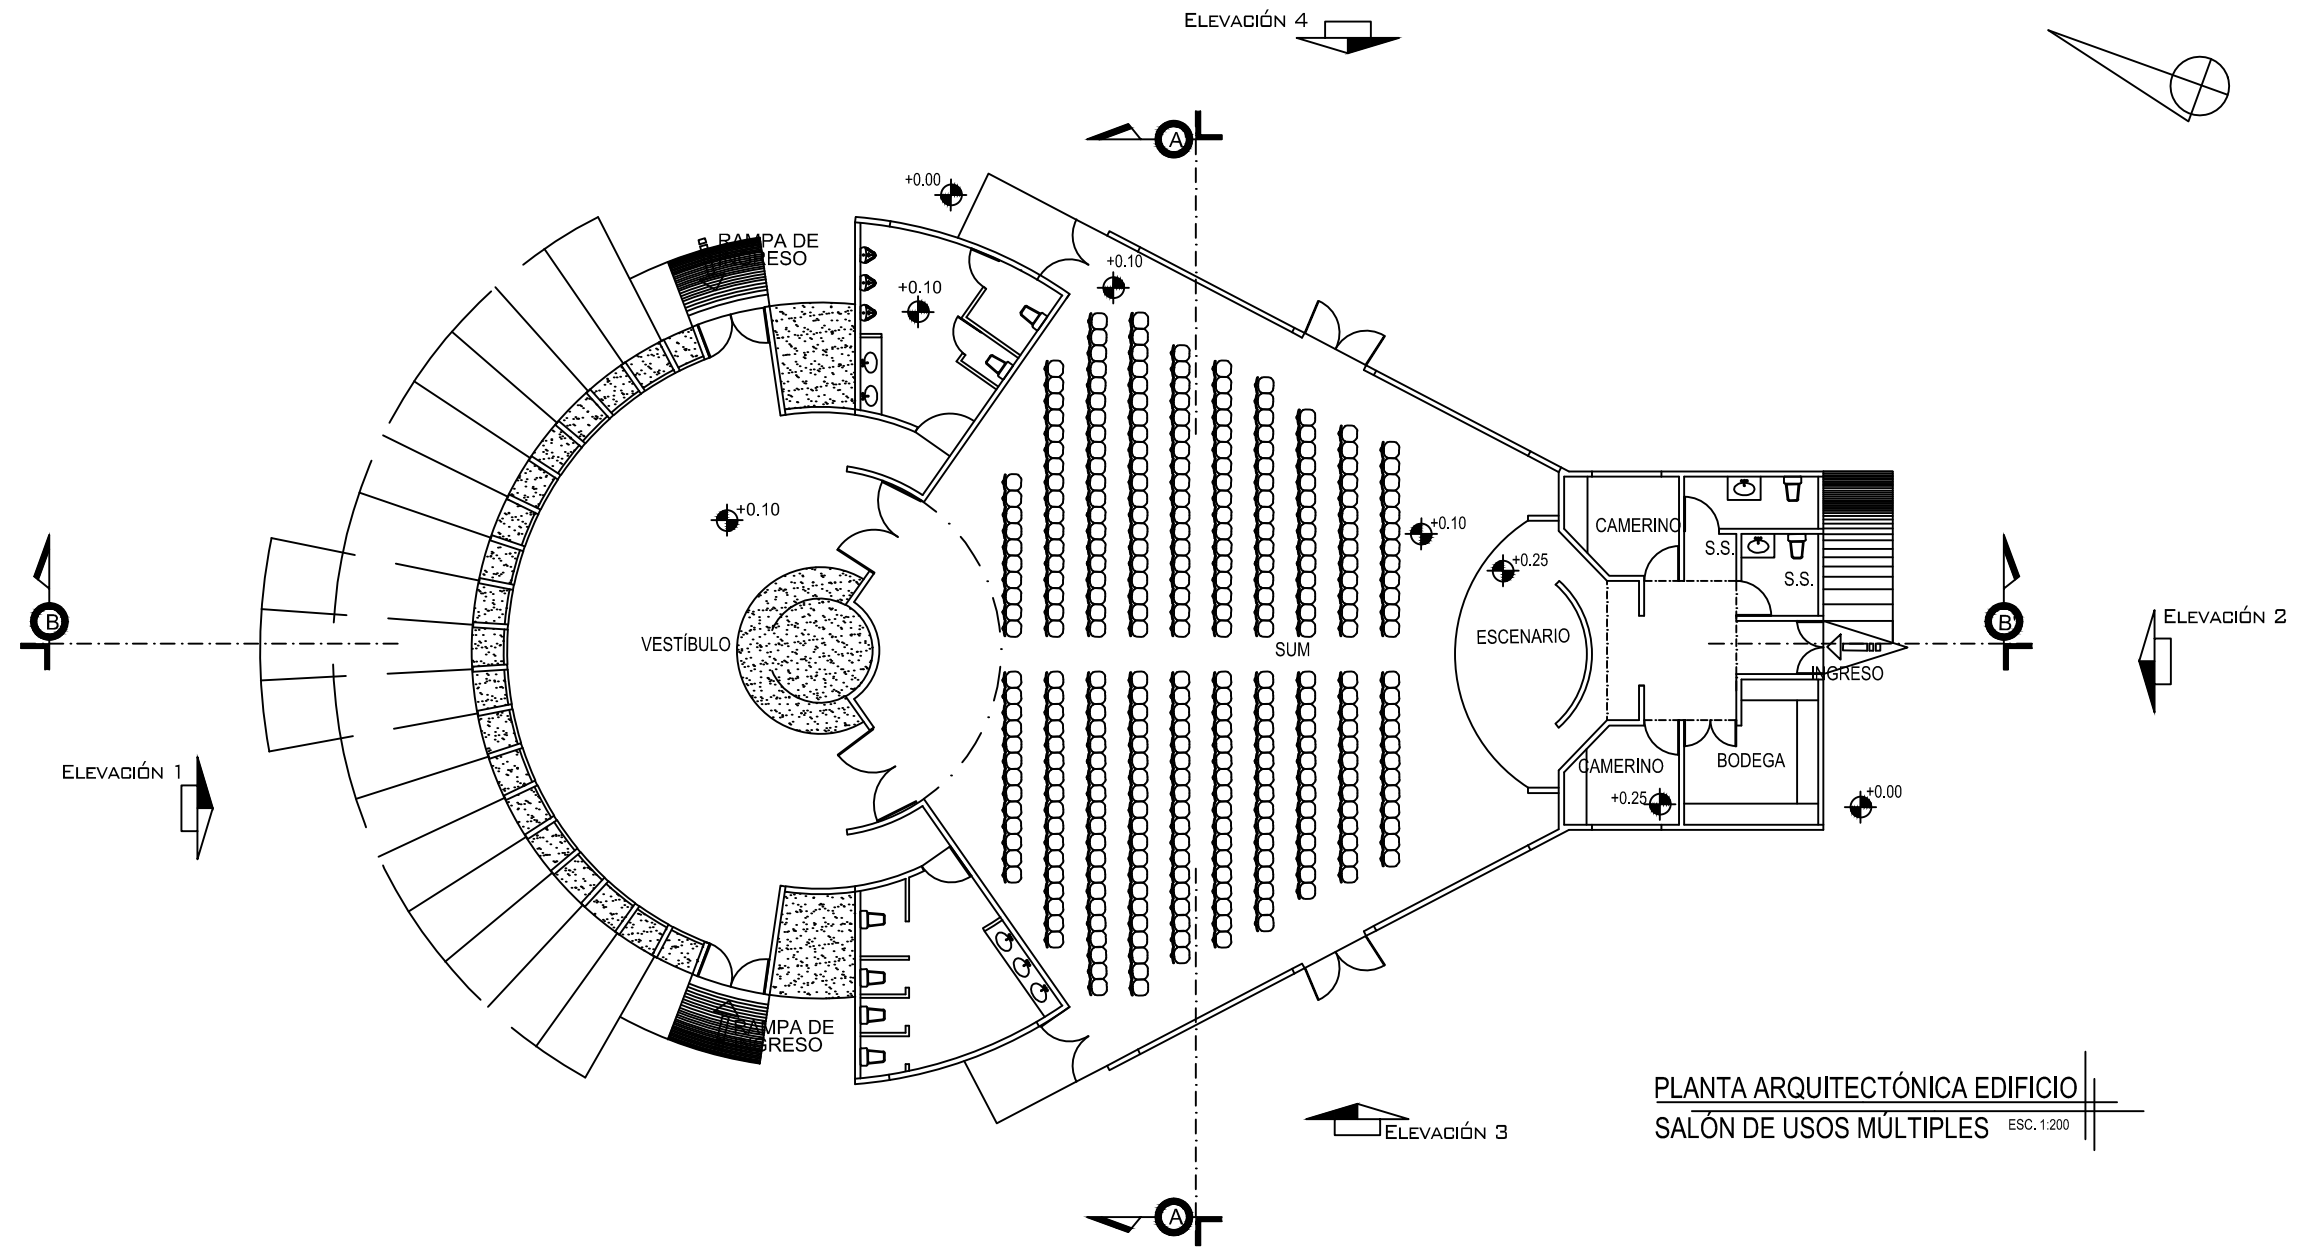 ELEVACIÓN 4
A
+0.00
RAMPA DE
INGRESO
+0.10
+0.10
+0.10
+0.10
CAMERINO
S.S.
+0.25
S.S.
B
B'
ELEVACIÓN 2
VESTÍBULO
SUM
ESCENARIO
INGRESO
ELEVACIÓN 1
CAMERINO
BODEGA
+0.25
+0.00
RAMPA DE
INGRESO
PLANTA ARQUITECTÓNICA EDIFICIO
SALÓN DE USOS MÚLTIPLES ESC. 1:200
ELEVACIÓN 3
A